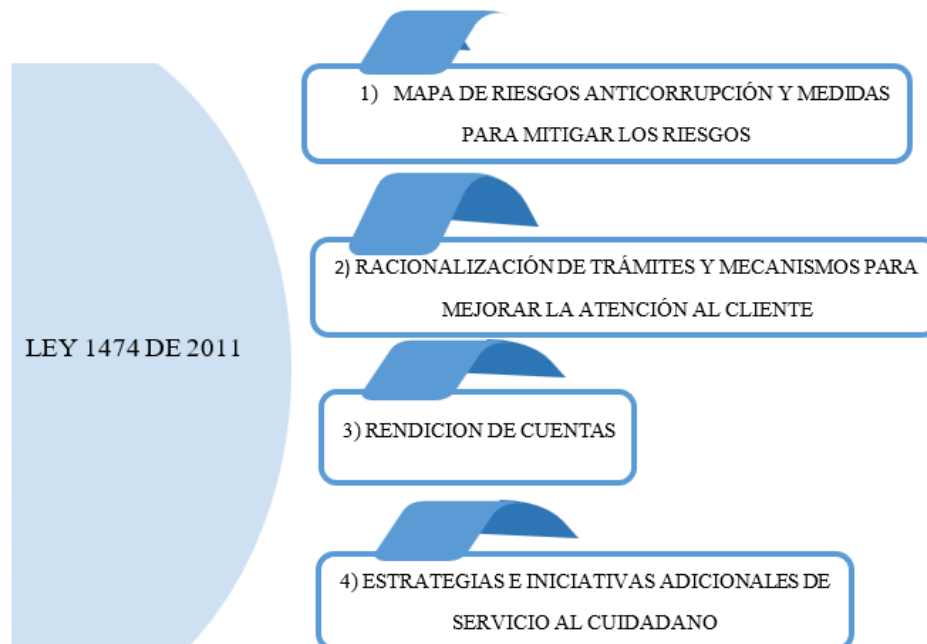 1) MAPA DE RIESGOS ANTICORRUPCIÓN Y MEDIDAS
PARA MITIGAR LOS RIESGOS
2) RACIONALIZACIÓN DE TRÁMITES Y MECANISMOS PARA
MEJORAR LA ATENCIÓN AL CLIENTE
LEY 1474 DE 2011
3) RENDICION DE CUENTAS
4) ESTRATEGIAS E INICIATIVAS ADICIONALES DE
SERVICIO AL CUIDADANO